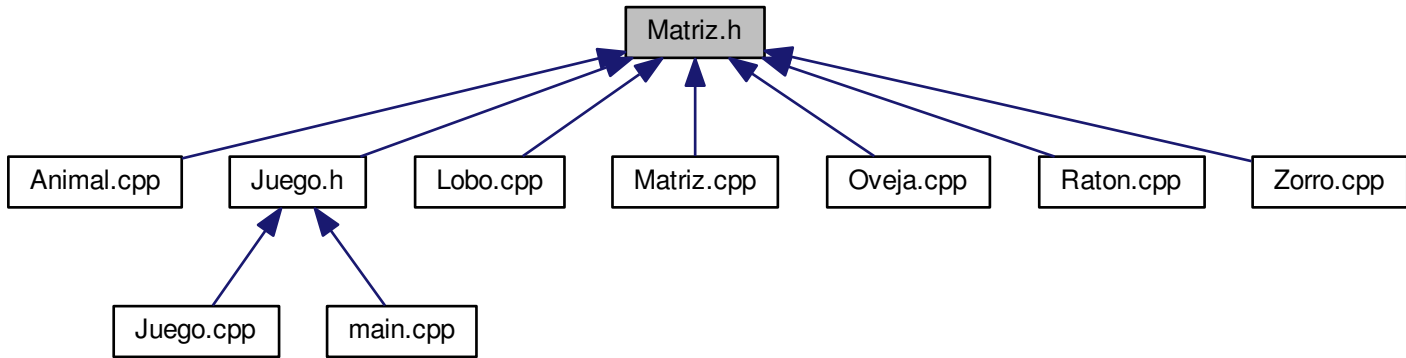 Matriz.h
Animal.cpp
Juego.h
Lobo.cpp
Matriz.cpp
Oveja.cpp
Raton.cpp
Zorro.cpp
Juego.cpp
main.cpp